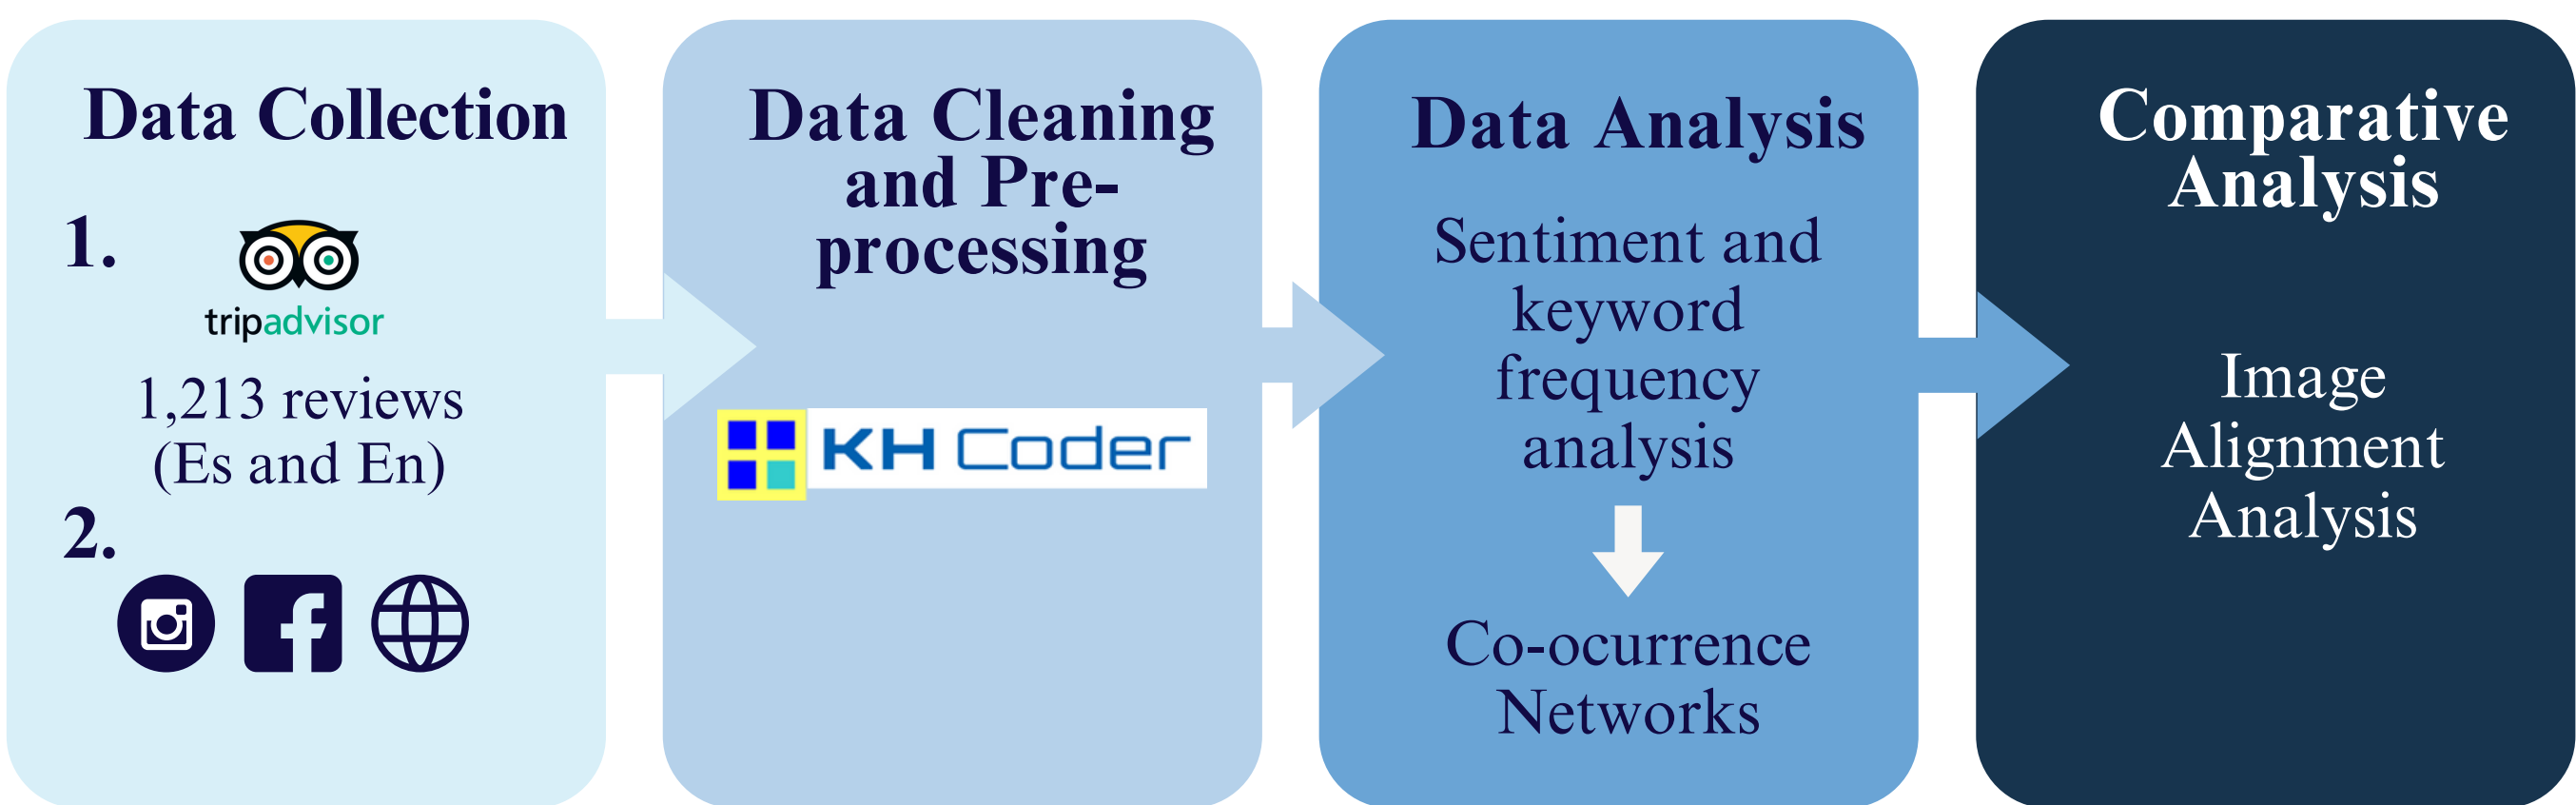 Data Collection
1.
tripadvisor
1,213 reviews
(Es and En)
2.
Data Cleaning
and Pre-
processing
KH Coder
Data Analysis
Sentiment and
keyword
frequency
analysis
Co-ocurrence
Networks
Comparative
Analysis
Image
Alignment
Analysis